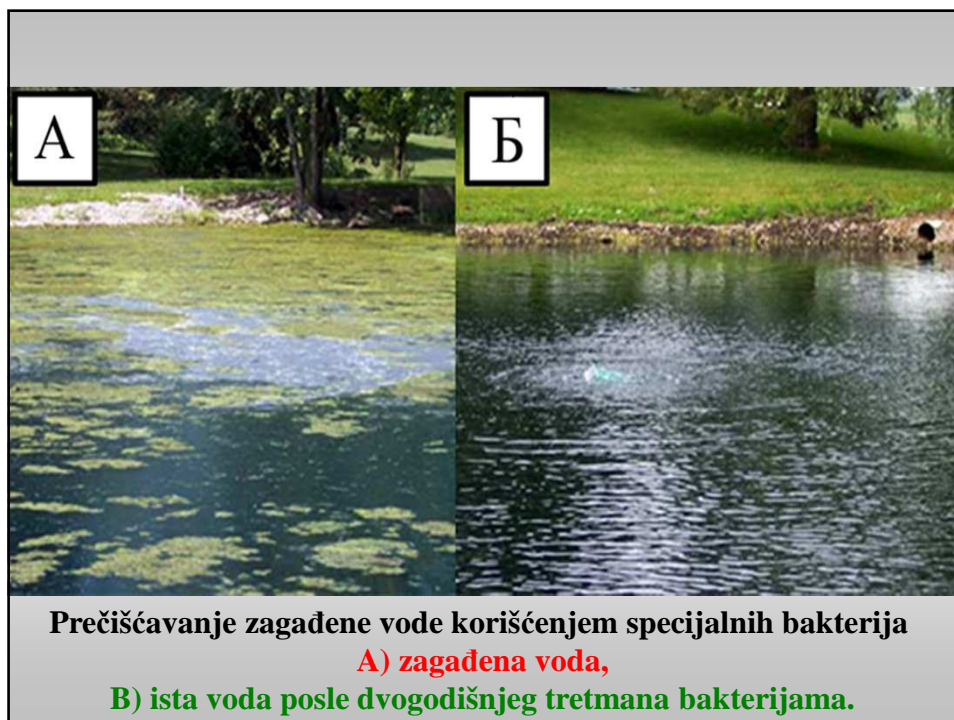 А
Б
Prečišćavanje zagađene vode korišćenjem specijalnih bakterija
A) zagađena voda,
B) ista voda posle dvogodišnjeg tretmana bakterijama.